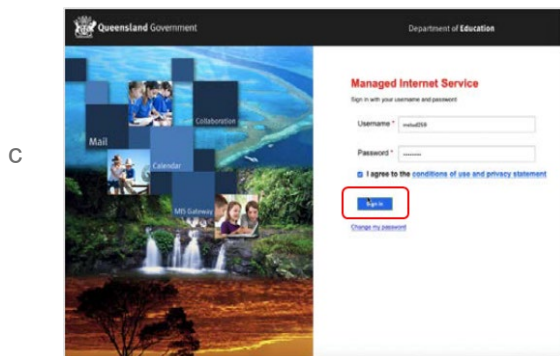 Queensland Government
Department of Education
C
Managed Internet Service
Sign in with your username and password
Username *
Password *
I agree to the conditions of use and privacy statement
Sign in
Change my password
Mail
Collaboration
Calendar
MIS Gateway